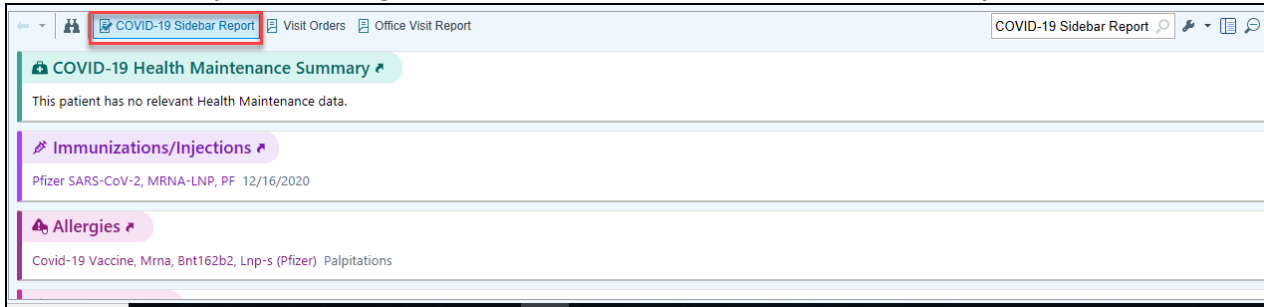 COVID-19 Sidebar Report Visit Orders Office Visit Report COVID-19 Sidebar Report
COVID-19 Health Maintenance Summary
This patient has no relevant Health Maintenance data.
Immunizations/Injections
Pfizer SARS-CoV-2, MRNA-LNP, PF 12/16/2020
Allergies
Covid-19 Vaccine, Mrna, Bnt162b2, Lnp-s (Pfizer) Palpitations